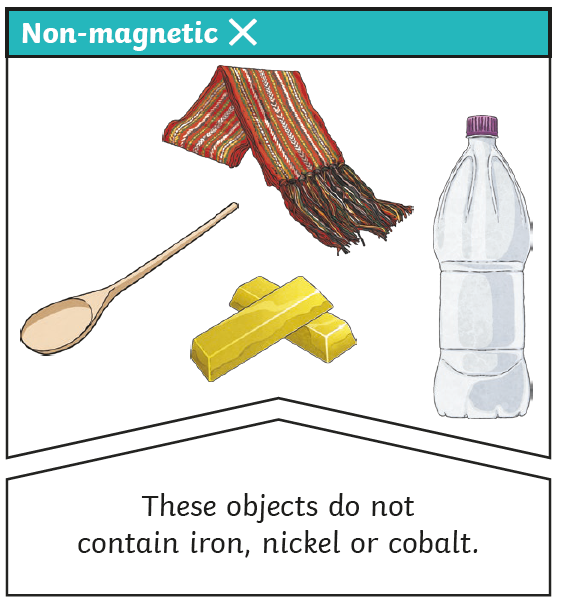 Non-magnetic ✕
These objects do not
contain iron, nickel or cobalt.